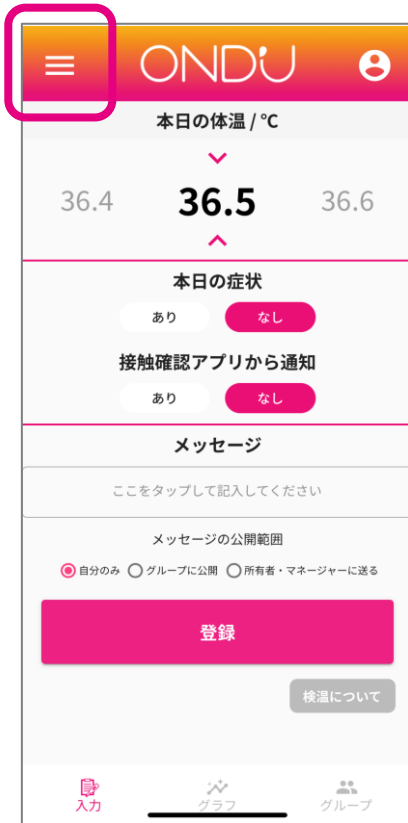 ONDU
本日の体温 / ℃
36.4 36.5 36.6
本日の症状
あり なし
接触確認アプリから通知
あり なし
メッセージ
ここをタップして記入してください
メッセージの公開範囲
自分のみ グループに公開 所有者・マネージャーに送る
登録
検温について
入力 グラフ グループ